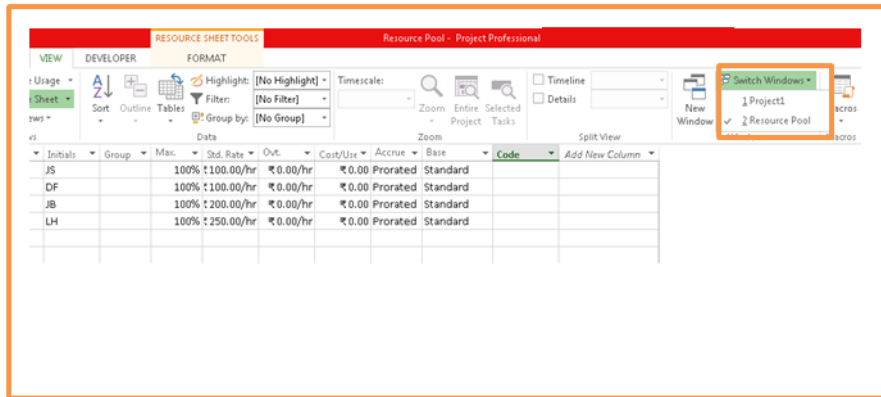 RESOURCE SHEET TOOLS Resource Pool - Project Professional
VIEW DEVELOPER FORMAT
Usage Highlight: [No Highlight] Timescale: Timeline Switch Windows
Sheet Sort Outline Tables Filter: [No Filter] Zoom Entire Selected Details New 1 Project1
Group by: [No Group] Project Tasks Window ✓ 2 Resource Pool
Data Zoom Split View
Initials Group Max. Std. Rate Ovt. Cost/Use Accrue Base Code Add New Column
JS 100% ₹100.00/hr ₹0.00/hr ₹0.00 Prorated Standard
DF 100% ₹100.00/hr ₹0.00/hr ₹0.00 Prorated Standard
JB 100% ₹200.00/hr ₹0.00/hr ₹0.00 Prorated Standard
LH 100% ₹250.00/hr ₹0.00/hr ₹0.00 Prorated Standard